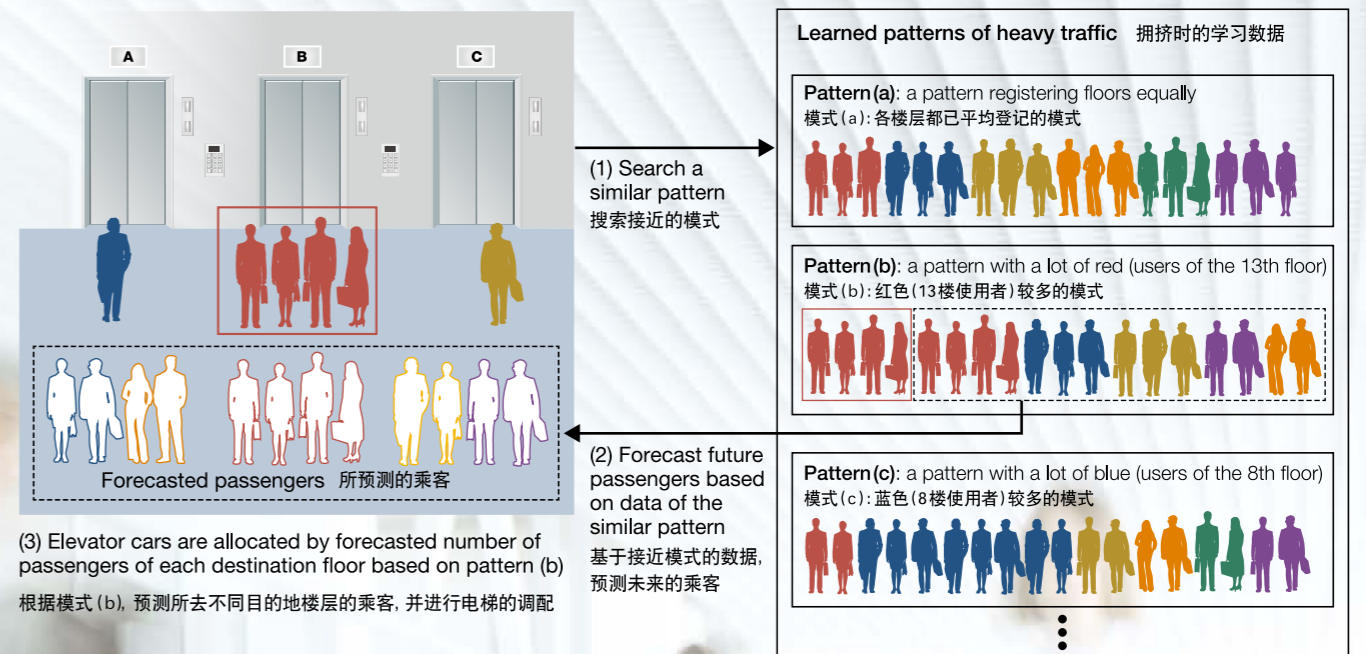 A
B
C
Forecasted passengers 所预测的乘客
(3) Elevator cars are allocated by forecasted number of
passengers of each destination floor based on pattern (b)
根据模式(b), 预测所去不同目的地楼层的乘客, 并进行电梯的调配
(1) Search a
similar pattern
搜索接近的模式
(2) Forecast future
passengers based
on data of the
similar pattern
基于接近模式的数据,
预测未来的乘客
Learned patterns of heavy traffic 拥挤时的学习数据
Pattern(a): a pattern registering floors equally
模式(a):各楼层都已平均登记的模式
Pattern(b): a pattern with a lot of red (users of the 13th floor)
模式(b):红色(13楼使用者)较多的模式
Pattern(c): a pattern with a lot of blue (users of the 8th floor)
模式(c):蓝色(8楼使用者)较多的模式